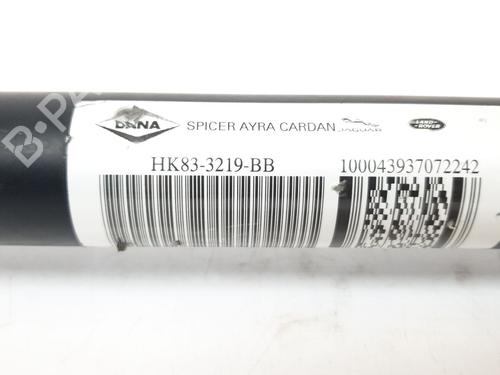 DANA SPICER AYRA CARDAN JAGUAR LAND ROVER
HK83-3219-BB 100043937072242